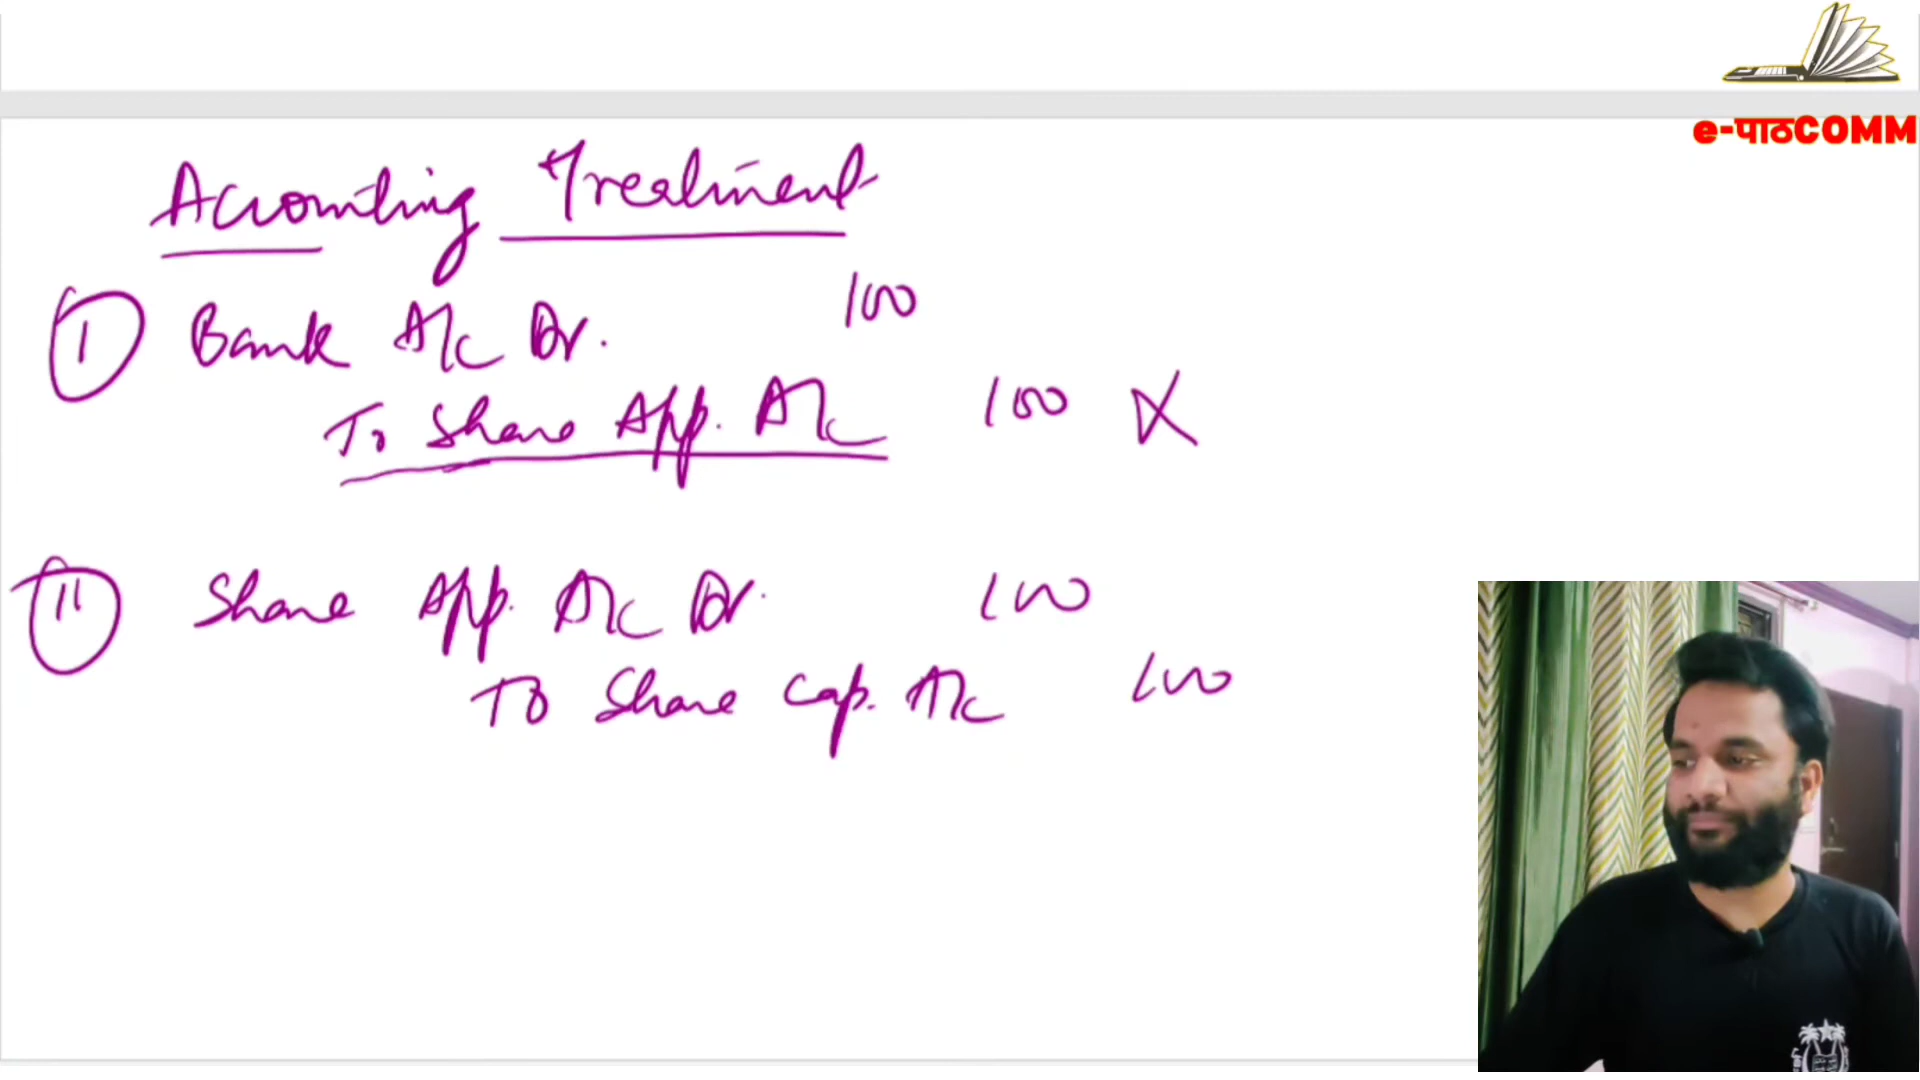 e-पाठCOMM
Accounting Treatment
I Bank A/c Dr. 100
To Share App. A/c 100 X
II Share App. A/c Dr. 100
To Share Cap. A/c 100